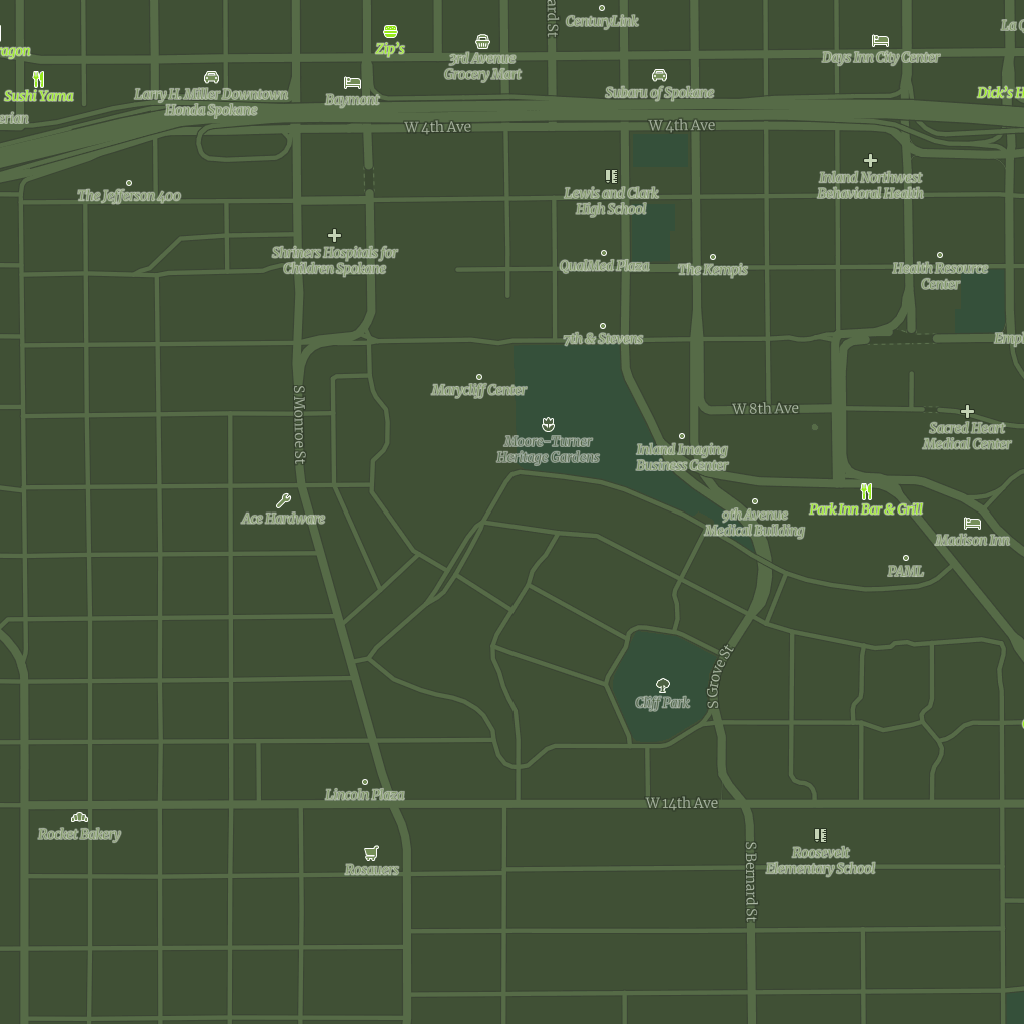 CenturyLink
Zip's
3rd Avenue
Grocery Mart
Days Inn City Center
Sushi Yama
Larry H. Miller Downtown
Honda Spokane
Baymont
Subaru of Spokane
W 4th Ave
W 4th Ave
The Jefferson 400
Lewis and Clark
High School
Inland Northwest
Behavioral Health
Shriners Hospitals for
Children Spokane
QualMed Plaza
The Kempis
Health Resource
Center
7th & Stevens
Marycliff Center
S Monroe St
W 8th Ave
Moore-Turner
Heritage Gardens
Inland Imaging
Business Center
Sacred Heart
Medical Center
Ace Hardware
9th Avenue
Medical Building
Park Inn Bar & Grill
Madison Inn
PAML
S Grove St
Cliff Park
Lincoln Plaza
W 14th Ave
Rocket Bakery
Rosauers
Roosevelt
Elementary School
S Bernard St